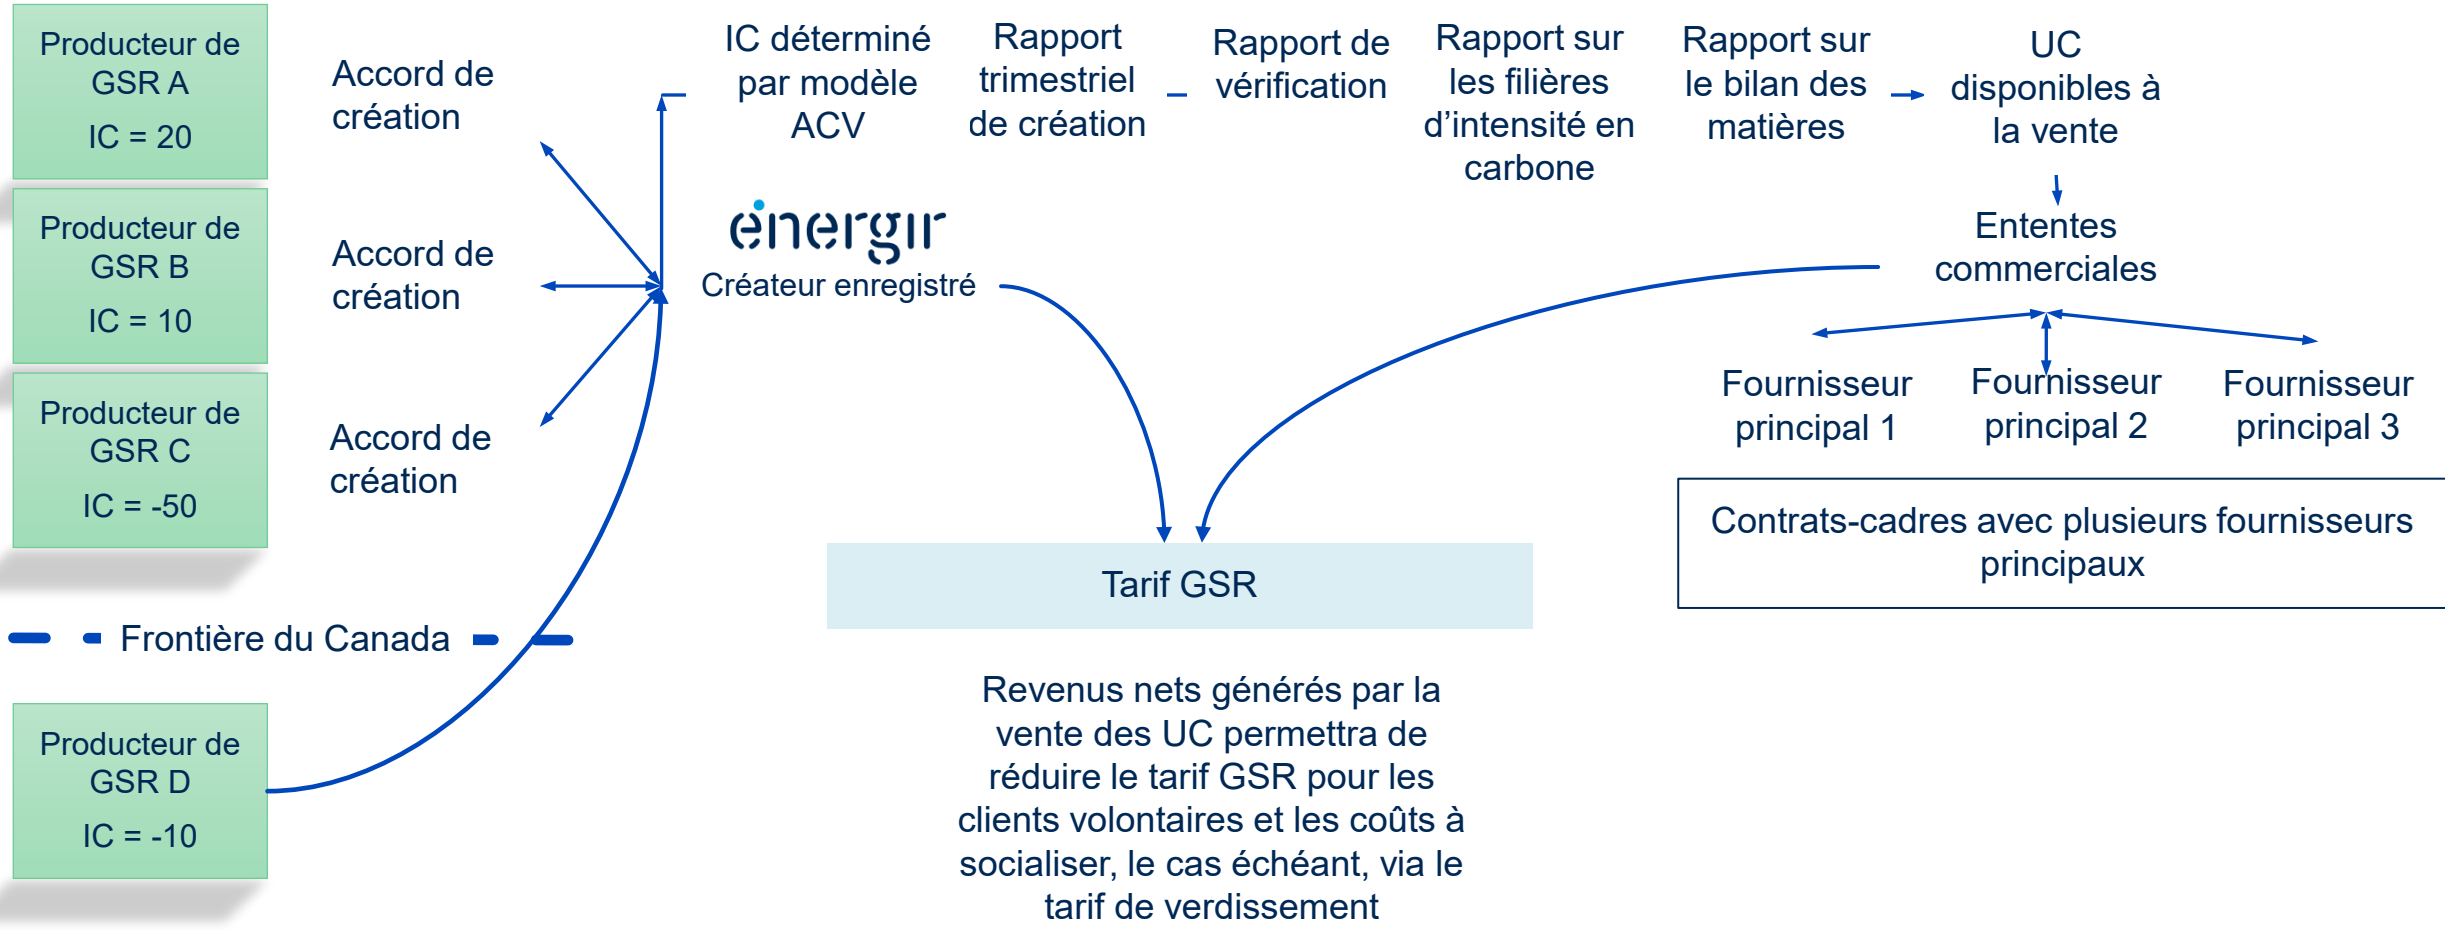 Producteur de
GSR A
IC = 20
Producteur de
GSR B
IC = 10
Producteur de
GSR C
IC = -50
Frontière du Canada
Producteur de
GSR D
IC = -10
Accord de
création
Accord de
création
Accord de
création
IC déterminé
par modèle
ACV
Rapport
trimestriel
de création
Rapport de
vérification
Rapport sur
les filières
d’intensité en
carbone
Rapport sur
le bilan des
matières
UC
disponibles à
la vente
énergir
Créateur enregistré
Ententes
commerciales
Fournisseur
principal 1
Fournisseur
principal 2
Fournisseur
principal 3
Contrats-cadres avec plusieurs fournisseurs
principaux
Tarif GSR
Revenus nets générés par la
vente des UC permettra de
réduire le tarif GSR pour les
clients volontaires et les coûts à
socialiser, le cas échéant, via le
tarif de verdissement